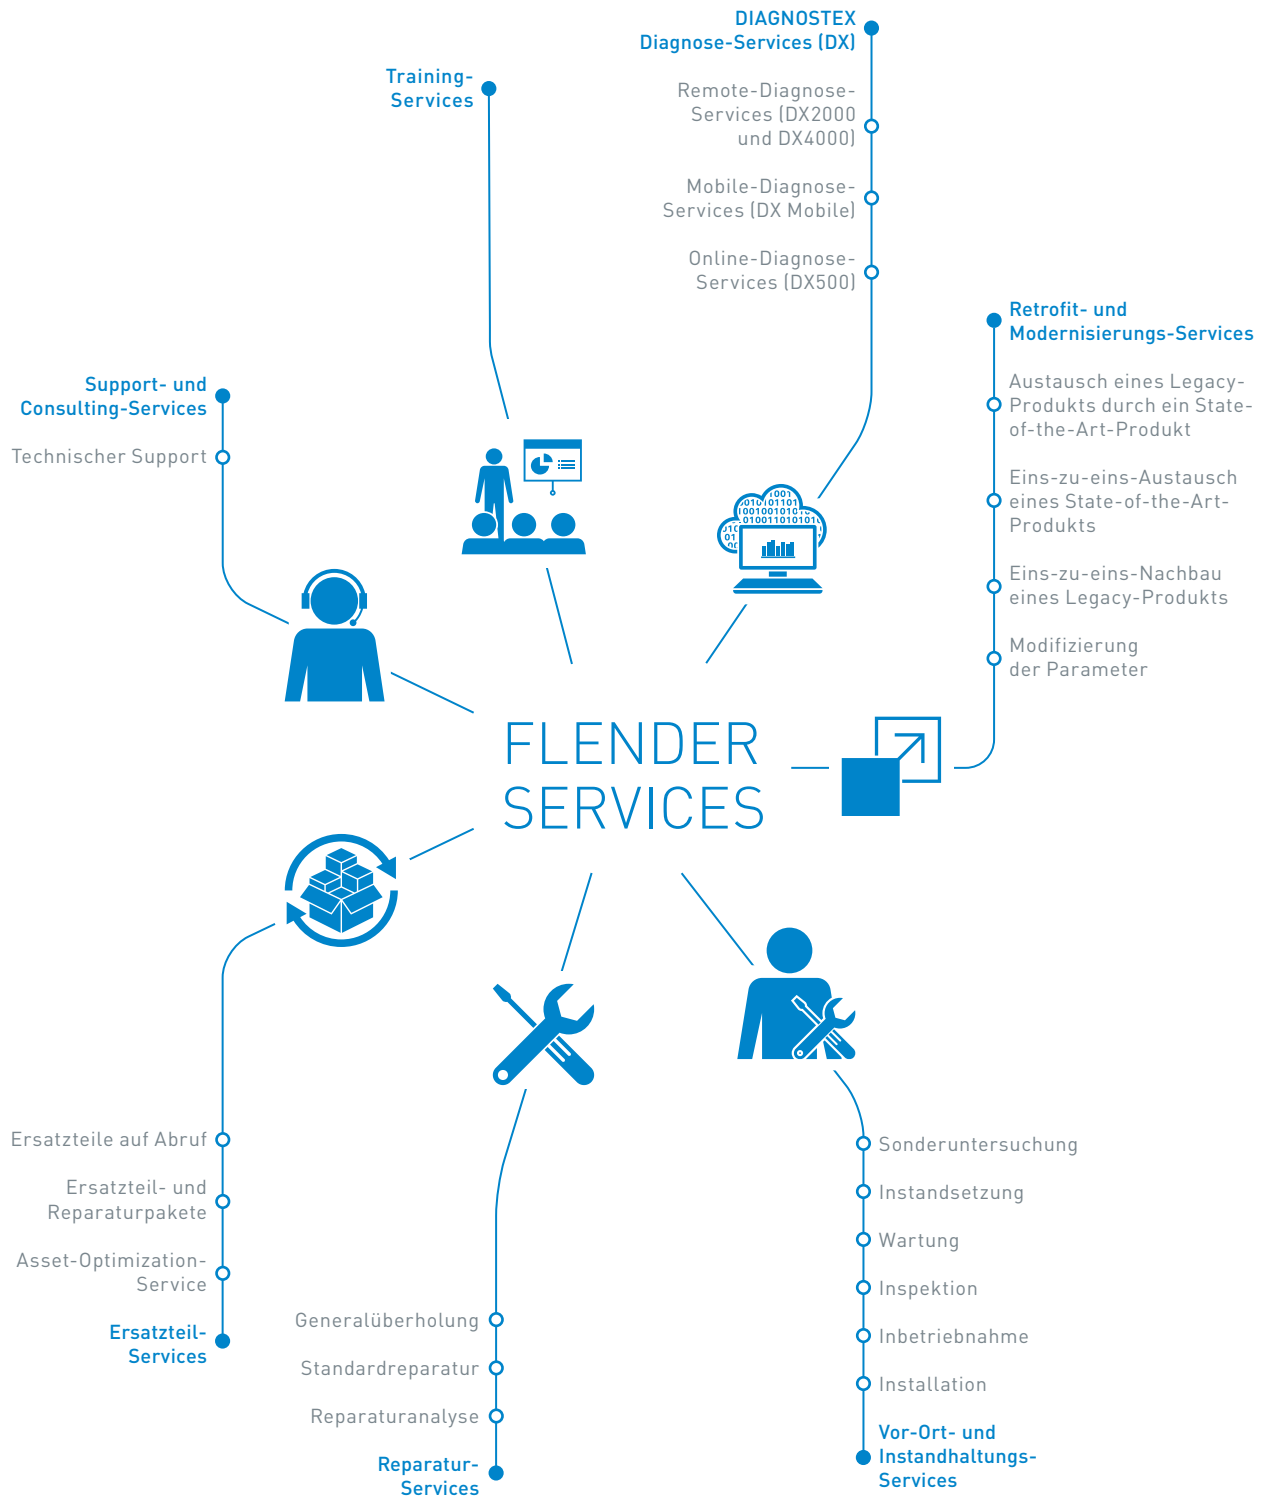 DIAGNOSTEX
Diagnose-Services (DX)
Remote-Diagnose-
Services (DX2000
und DX4000)
Mobile-Diagnose-
Services (DX Mobile)
Online-Diagnose-
Services (DX500)
Training-
Services
Retrofit- und
Modernisierungs-Services
Austausch eines Legacy-
Produkts durch ein State-
of-the-Art-Produkt
Eins-zu-eins-Austausch
eines State-of-the-Art-
Produkts
Eins-zu-eins-Nachbau
eines Legacy-Produkts
Modifizierung
der Parameter
Support- und
Consulting-Services
Technischer Support
FLENDER
SERVICES
Ersatzteile auf Abruf
Ersatzteil- und
Reparaturpakete
Asset-Optimization-
Service
Ersatzteil-
Services
Generalüberholung
Standardreparatur
Reparaturanalyse
Reparatur-
Services
Sonderuntersuchung
Instandsetzung
Wartung
Inspektion
Inbetriebnahme
Installation
Vor-Ort- und
Instandhaltungs-
Services